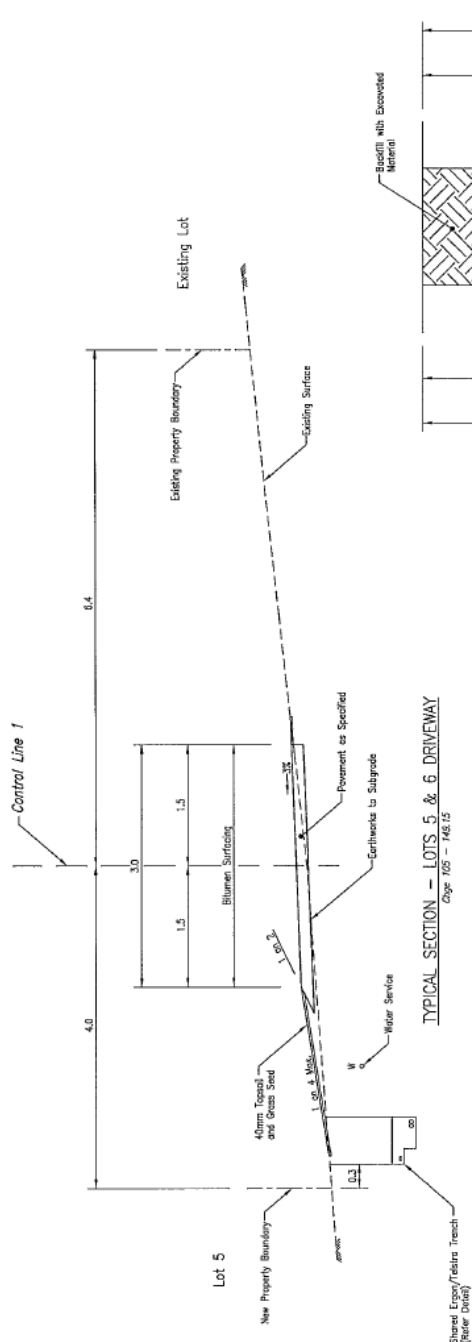 Existing Lot
Backfill with Excavated
Material
Existing Property Boundary
Existing Surface
6.4
Control Line 1
3.0
1.5
1.5
Bitumen Surfacing
3%
Pavement as Specified
Earthworks to Subgrade
4.0
1 on 2
40mm Topsoil
and Grass Seed
1 on 4 Max.
W
Water Service
0.3
New Property Boundary
Lot 5
Shared Ergon/Telstra Trench
(Refer Detail)
TYPICAL SECTION – LOTS 5 & 6 DRIVEWAY
Chge 105 – 149.15